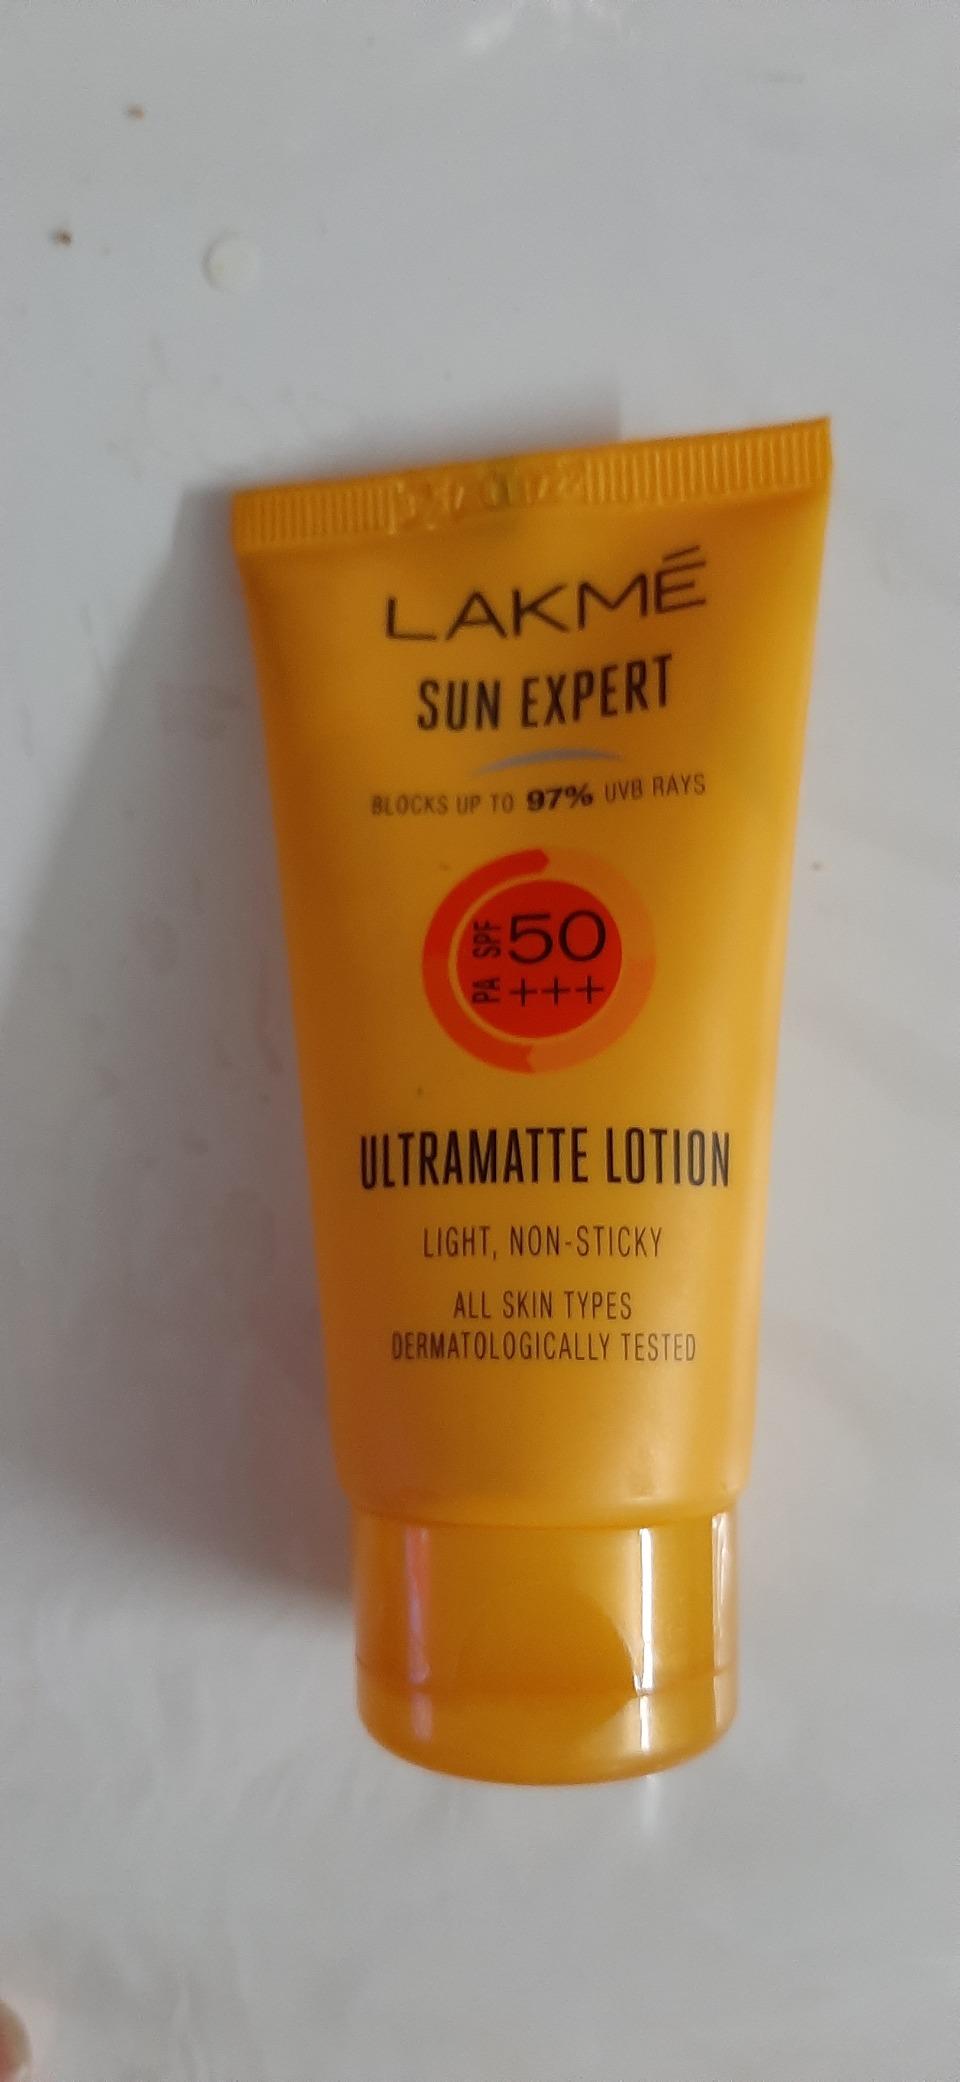 LAKMÉ
SUN EXPERT
BLOCKS UP TO 97% UVB RAYS
SPF 50
PA +++
ULTRAMATTE LOTION
LIGHT, NON-STICKY
ALL SKIN TYPES
DERMATOLOGICALLY TESTED